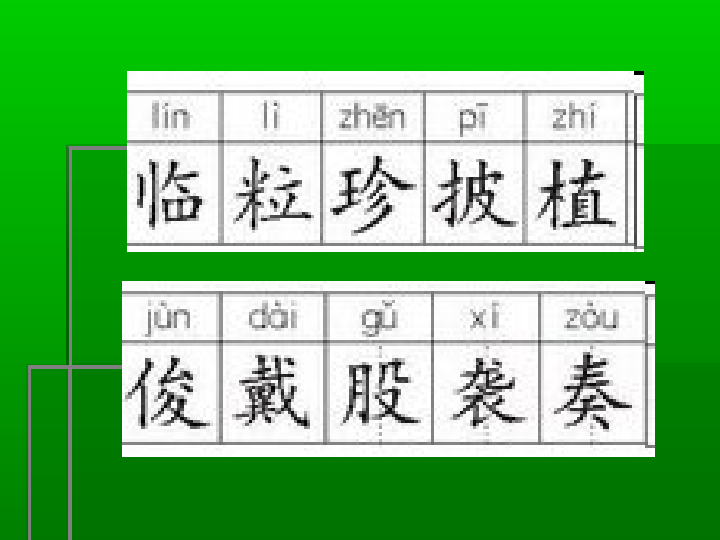 lín lì zhēn pī zhí
临 粒 珍 披 植
jùn dài gǔ xí zòu
俊 戴 股 袭 奏